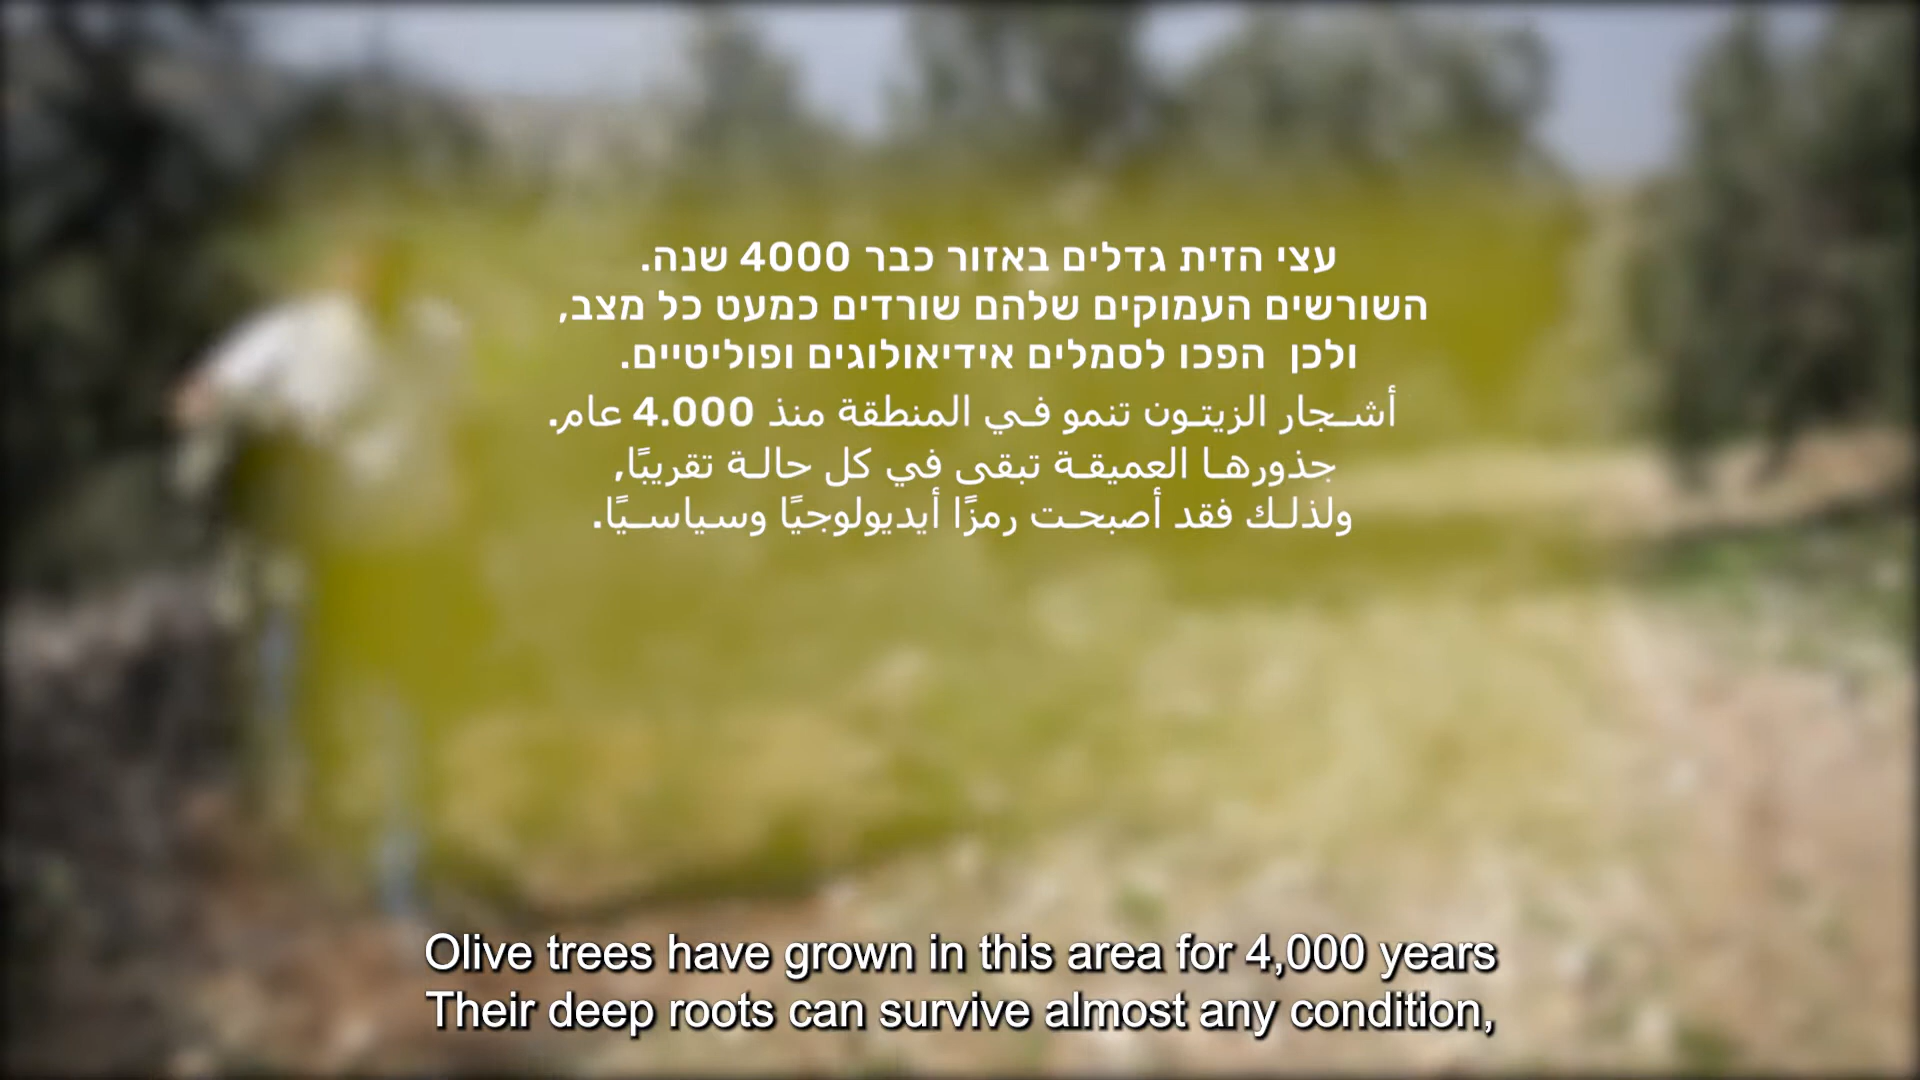 עצי הזית גדלים באזור כבר 4000 שנה.
השורשים העמוקים שלהם שורדים כמעט כל מצב,
ולכן הפכו לסמלים אידיאולוגים ופוליטיים.
أشـجار الزيتـون تنمو فـي المنطقة منذ 4.000 عام.
جذورهـا العميقـة تبقى في كل حالـة تقريبًا,
ولذلـك فقد أصبحـت رمزًا أيديولوجيًا وسـياسـيًا.
Olive trees have grown in this area for 4,000 years
Their deep roots can survive almost any condition,